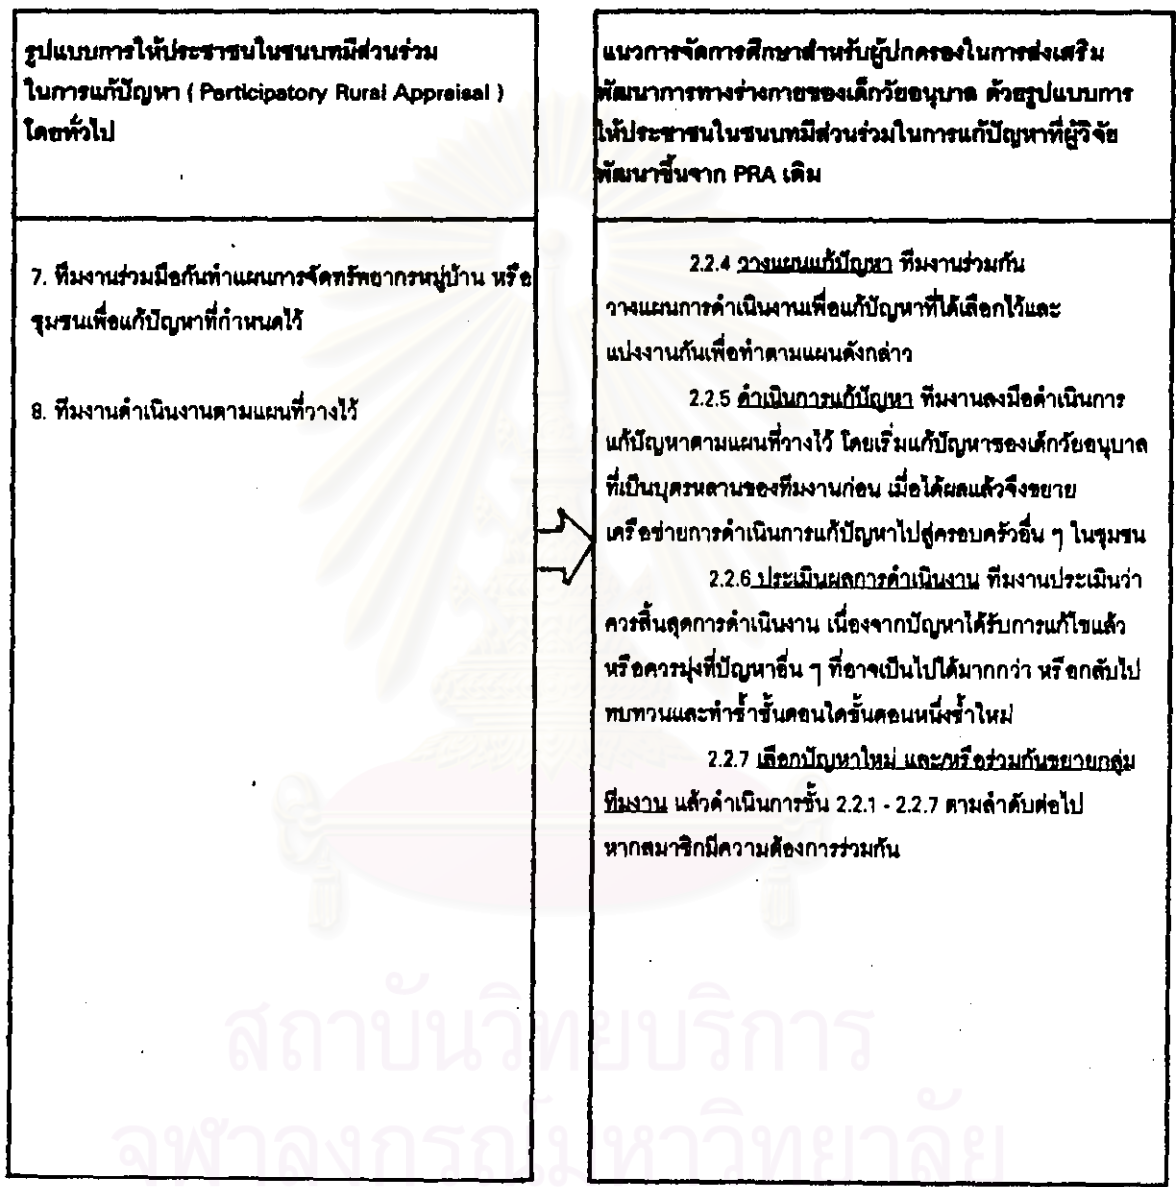 รูปแบบการให้ประชาชนในชนบทมีส่วนร่วม
ในการแก้ปัญหา ( Participatory Rural Appraisal )
โดยทั่วไป
7. ทีมงานร่วมมือกันทำแผนการจัดทรัพยากรหมู่บ้าน หรือ
ชุมชนเพื่อแก้ปัญหาที่กำหนดไว้
8. ทีมงานดำเนินงานตามแผนที่วางไว้
แนวการจัดการศึกษาสำหรับผู้ปกครองในการส่งเสริม
พัฒนาการทางร่างกายของเด็กวัยอนุบาล ด้วยรูปแบบการ
ให้ประชาชนในชนบทมีส่วนร่วมในการแก้ปัญหาที่ผู้วิจัย
พัฒนาขึ้นจาก PRA เดิม
2.2.4 วางแผนแก้ปัญหา ทีมงานร่วมกัน
วางแผนการดำเนินงานเพื่อแก้ปัญหาที่ได้เลือกไว้และ
แบ่งงานกันเพื่อทำตามแผนดังกล่าว
2.2.5 ดำเนินการแก้ปัญหา ทีมงานลงมือดำเนินการ
แก้ปัญหาตามแผนที่วางไว้ โดยเริ่มแก้ปัญหาของเด็กวัยอนุบาล
ที่เป็นบุตรหลานของทีมงานก่อน เมื่อได้ผลแล้วจึงขยาย
เครือข่ายการดำเนินการแก้ปัญหาไปสู่ครอบครัวอื่น ๆ ในชุมชน
2.2.6 ประเมินผลการดำเนินงาน ทีมงานประเมินว่า
ควรสิ้นสุดการดำเนินงาน เนื่องจากปัญหาได้รับการแก้ไขแล้ว
หรือควรมุ่งที่ปัญหาอื่น ๆ ที่อาจเป็นไปได้มากกว่า หรือกลับไป
ทบทวนและทำซ้ำขั้นตอนใดขั้นตอนหนึ่งซ้ำใหม่
2.2.7 เลือกปัญหาใหม่ และ/หรือร่วมกันขยายกลุ่ม
ทีมงาน แล้วดำเนินการขั้น 2.2.1 - 2.2.7 ตามลำดับต่อไป
หากสมาชิกมีความต้องการร่วมกัน
สถาบันวิทยบริการ
จุฬาลงกรณ์มหาวิทยาลัย